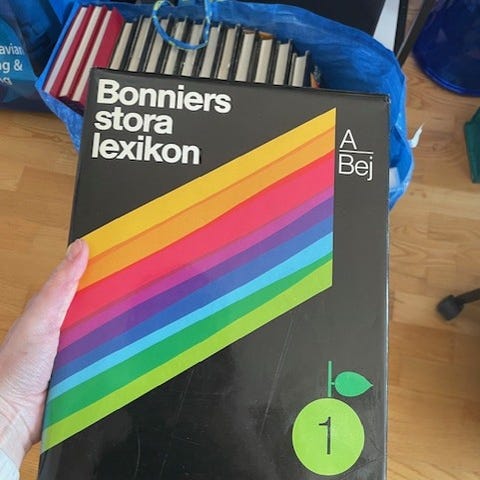 Bonniers
stora
lexikon
A
Bej
1